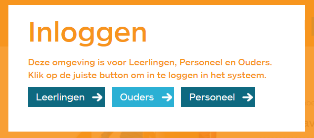 Inloggen
Deze omgeving is voor Leerlingen, Personeel en Ouders.
Klik op de juiste button om in te loggen in het systeem.
Leerlingen → Ouders → Personeel →